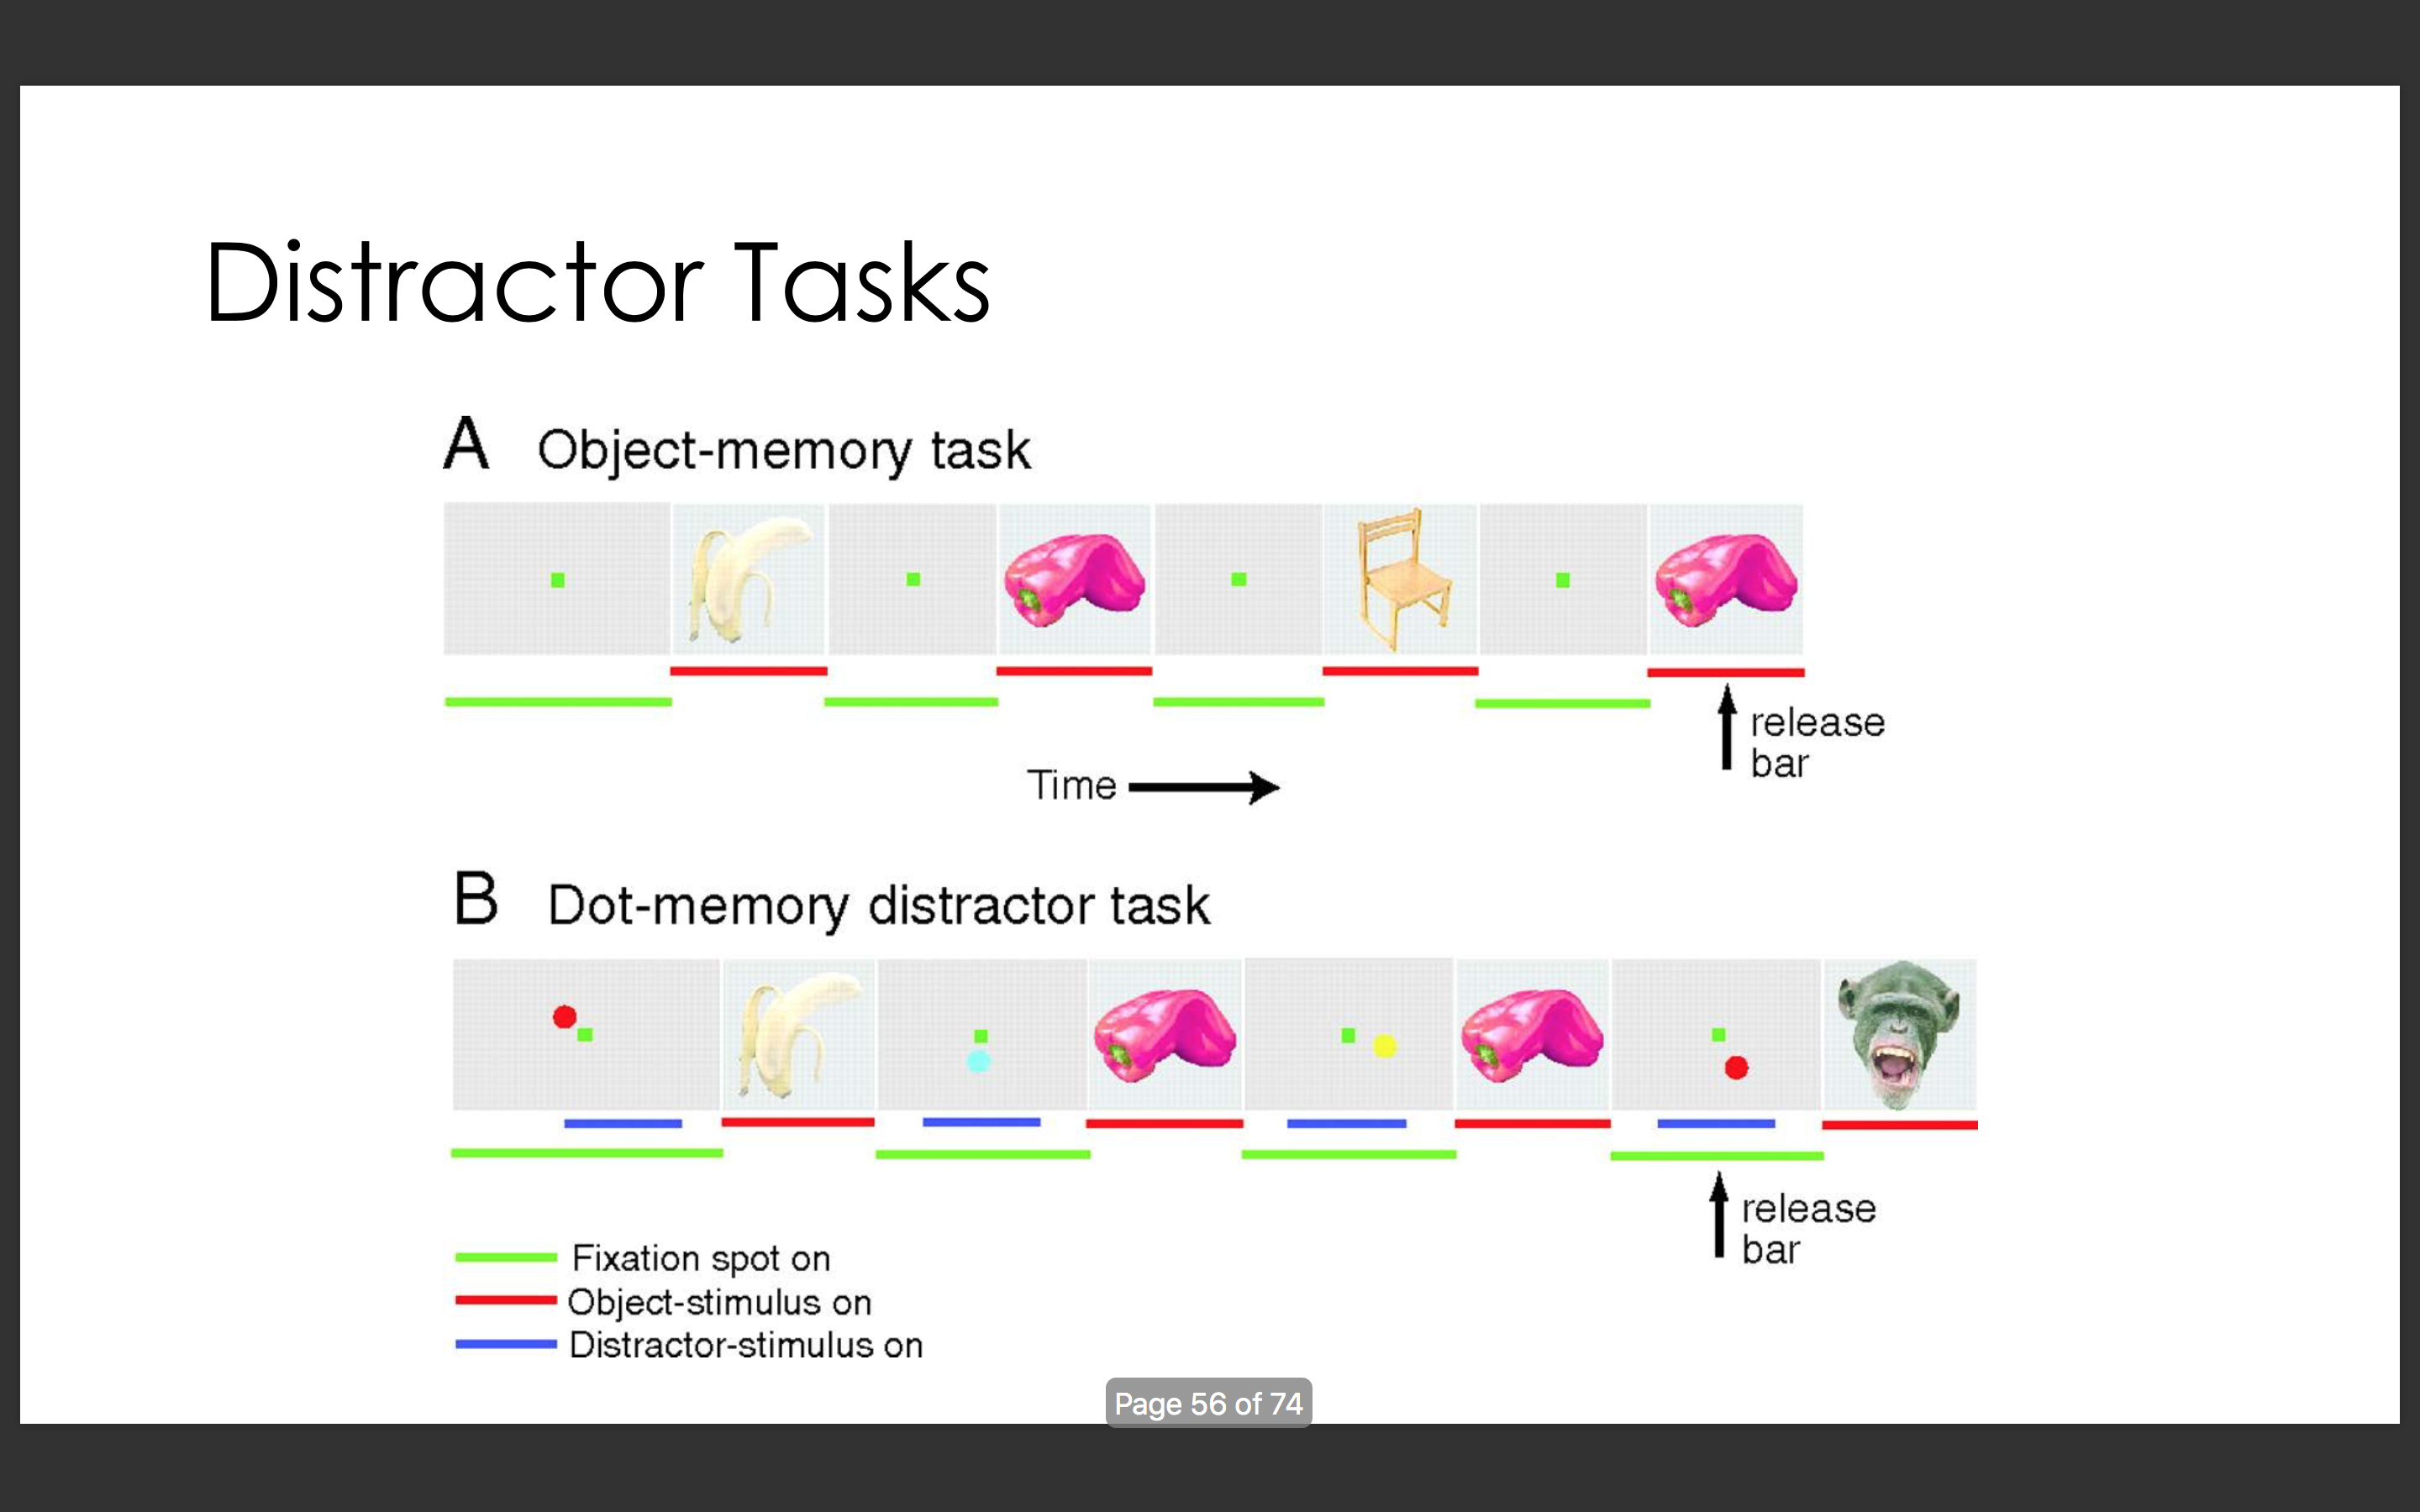 Distractor Tasks
A Object-memory task
release
bar
Time
B Dot-memory distractor task
release
bar
Fixation spot on
Object-stimulus on
Distractor-stimulus on
Page 56 of 74